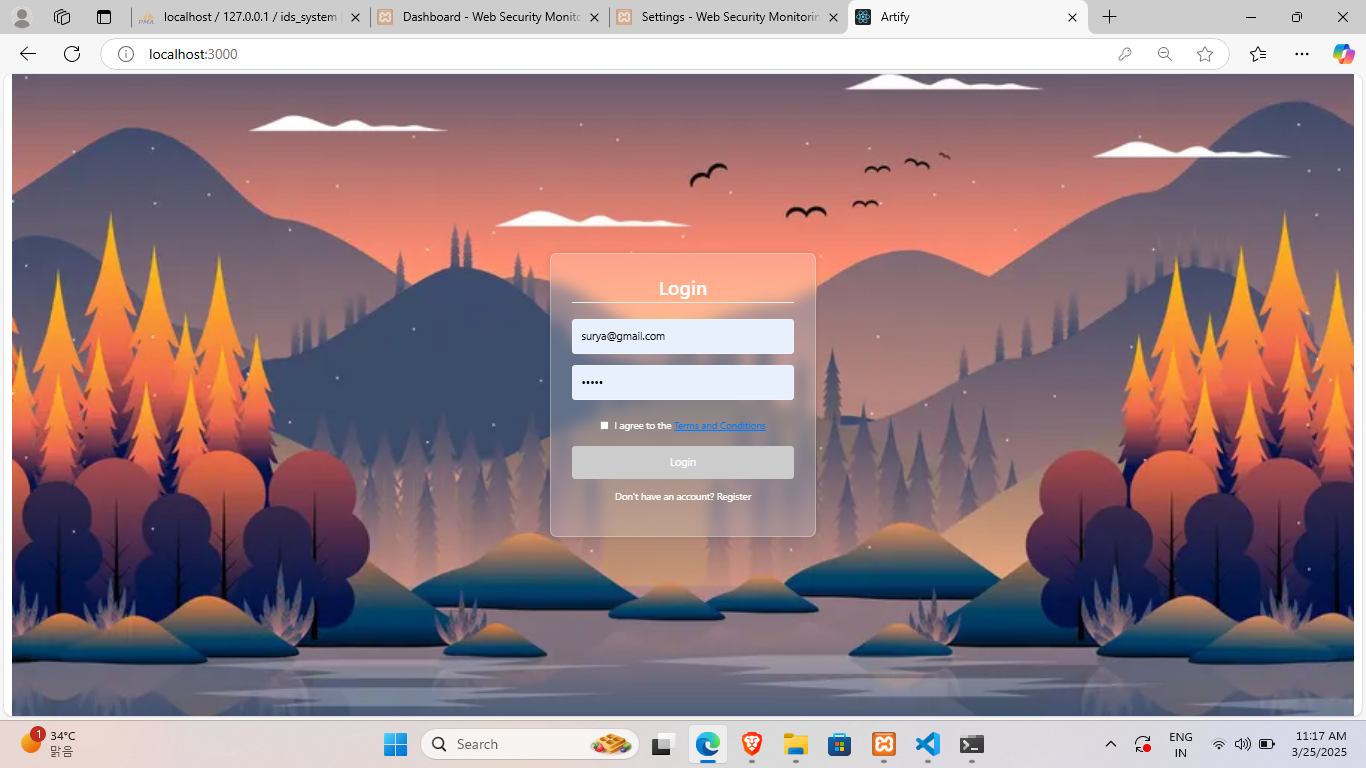 localhost / 127.0.0.1 / ids_system |
Dashboard - Web Security Monito
Settings - Web Security Monitorin
Artify
localhost:3000
Login
surya@gmail.com
•••••
I agree to the Terms and Conditions
Login
Don't have an account? Register
1
34°C
맑음
Search
ENG
IN
11:17 AM
3/25/2025